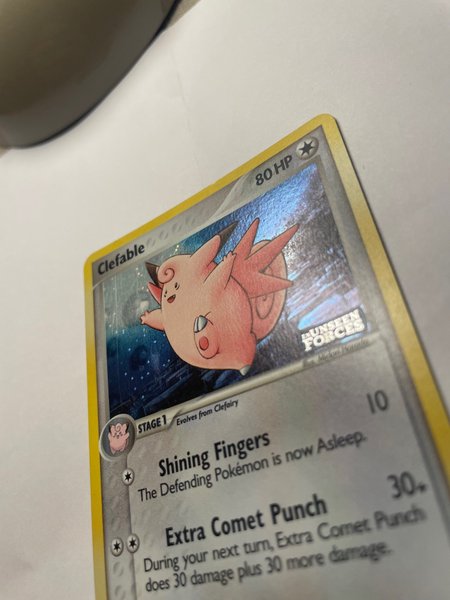 Clefable
80 HP
EX UNSEEN
FORCES
STAGE 1
Evolves from Clefairy
Shining Fingers
10
The Defending Pokémon is now Asleep.
Extra Comet Punch
30+
During your next turn, Extra Comet Punch
does 30 damage plus 30 more damage.